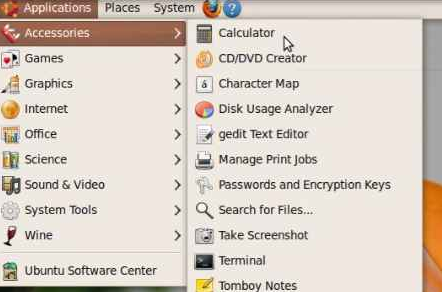 Applications Places System
Accessories
Games
Graphics
Internet
Office
Science
Sound & Video
System Tools
Wine
Ubuntu Software Center
Calculator
CD/DVD Creator
Character Map
Disk Usage Analyzer
gedit Text Editor
Manage Print Jobs
Passwords and Encryption Keys
Search for Files...
Take Screenshot
Terminal
Tomboy Notes